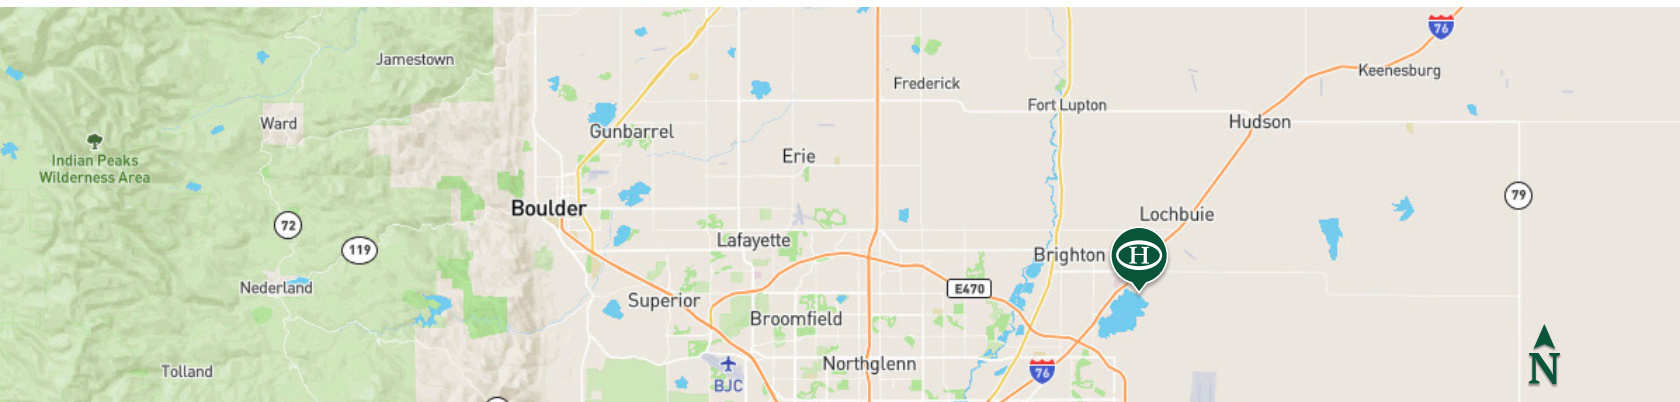 76
Jamestown
Keenesburg
Frederick
Fort Lupton
Ward
Gunbarrel
Hudson
Erie
Indian Peaks
Wilderness Area
79
Boulder
Lochbuie
72
119
Lafayette
Brighton
H
Nederland
E470
Superior
Broomfield
Northglenn
Tolland
76
BJC
N